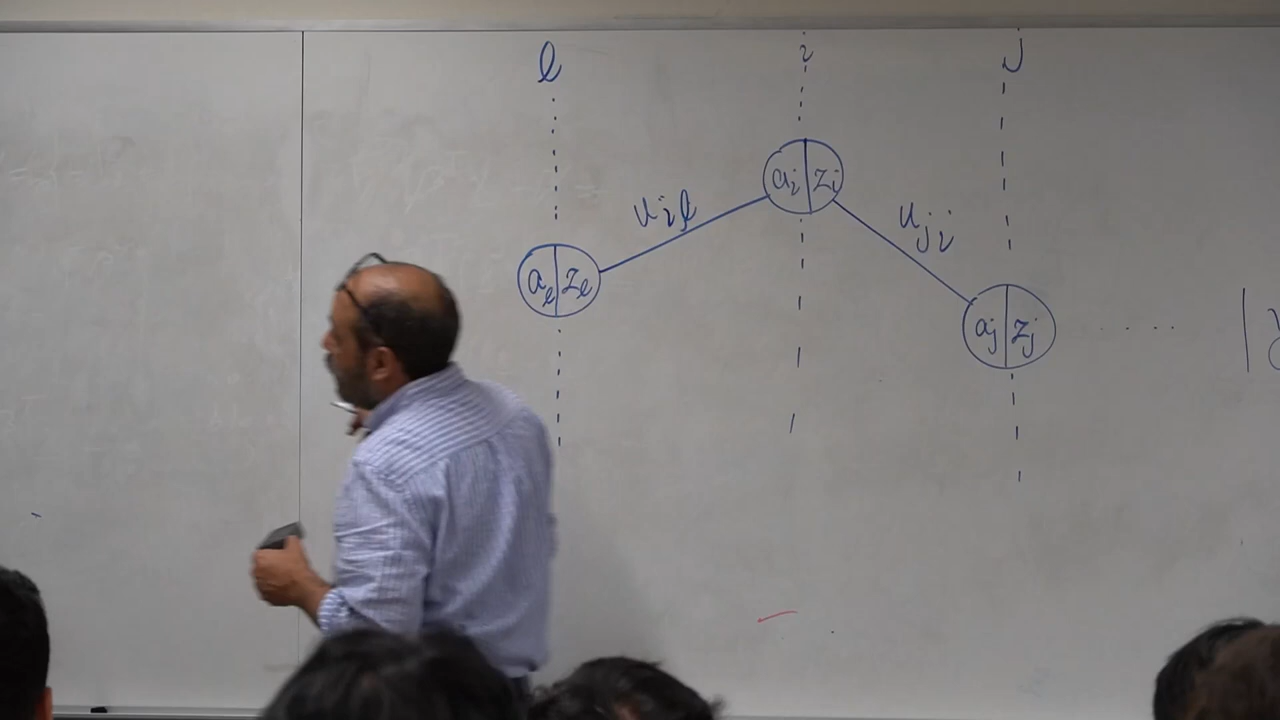 l i j
a_i | z_i
u_il u_ji
a_l | z_l
a_j | z_j ..... |